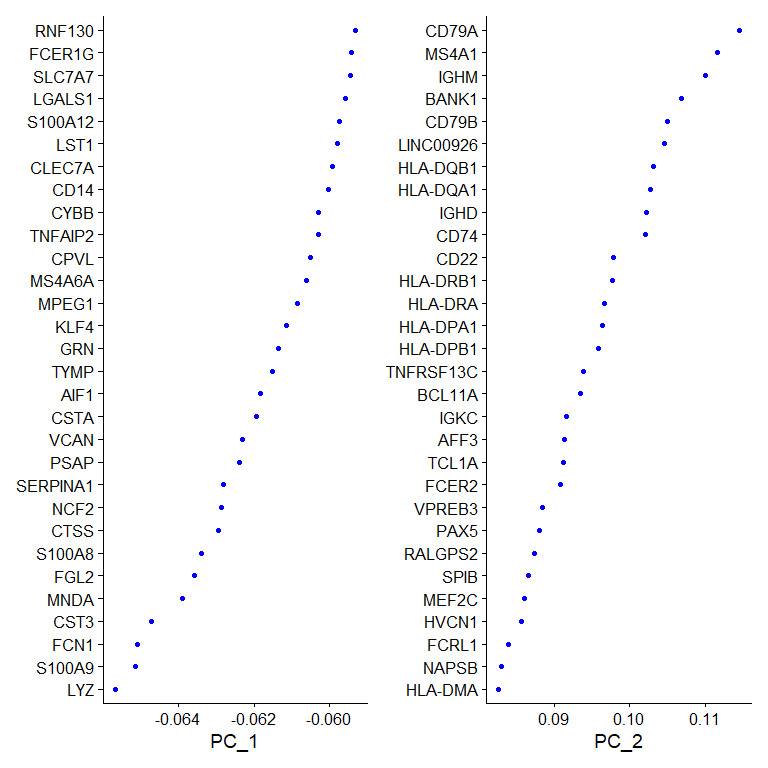 RNF130
FCER1G
SLC7A7
LGALS1
S100A12
LST1
CLEC7A
CD14
CYBB
TNFAIP2
CPVL
MS4A6A
MPEG1
KLF4
GRN
TYMP
AIF1
CSTA
VCAN
PSAP
SERPINA1
NCF2
CTSS
S100A8
FGL2
MNDA
CST3
FCN1
S100A9
LYZ
-0.064 -0.062 -0.060
PC_1
CD79A
MS4A1
IGHM
BANK1
CD79B
LINC00926
HLA-DQB1
HLA-DQA1
IGHD
CD74
CD22
HLA-DRB1
HLA-DRA
HLA-DPA1
HLA-DPB1
TNFRSF13C
BCL11A
IGKC
AFF3
TCL1A
FCER2
VPREB3
PAX5
RALGPS2
SPIB
MEF2C
HVCN1
FCRL1
NAPSB
HLA-DMA
0.09 0.10 0.11
PC_2